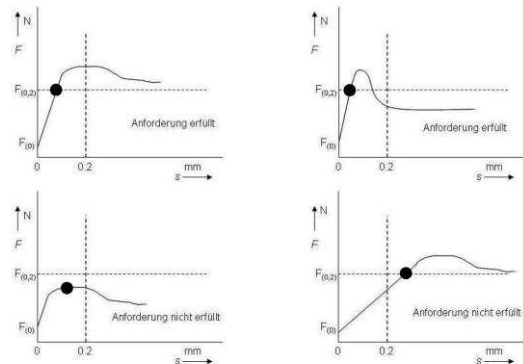 N
F
F(0,2)
Anforderung erfüllt
F(0)
0
0.2
mm
s
N
F
F(0,2)
Anforderung erfüllt
F(0)
0
0.2
mm
s
N
F
F(0,2)
Anforderung nicht erfüllt
F(0)
0
0.2
mm
s
N
F
F(0,2)
Anforderung nicht erfüllt
F(0)
0
0.2
mm
s